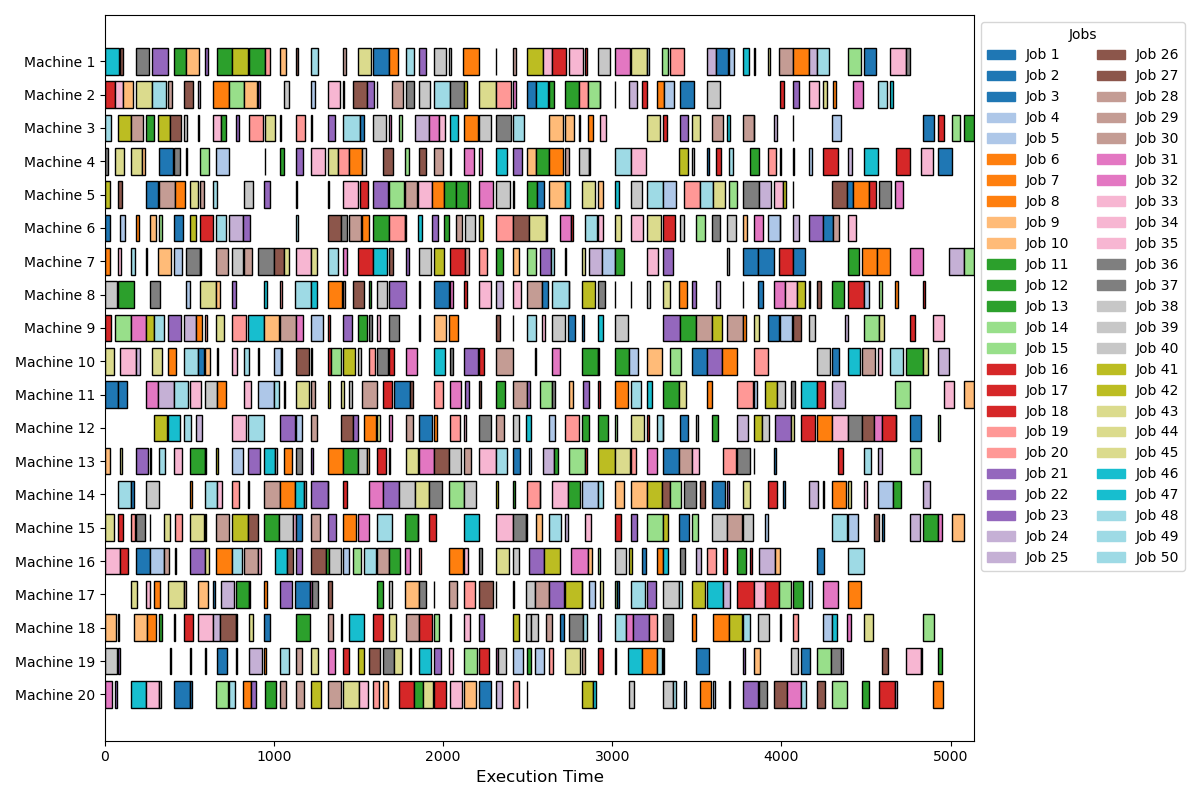 Machine 1
Machine 2
Machine 3
Machine 4
Machine 5
Machine 6
Machine 7
Machine 8
Machine 9
Machine 10
Machine 11
Machine 12
Machine 13
Machine 14
Machine 15
Machine 16
Machine 17
Machine 18
Machine 19
Machine 20
0 1000 2000 3000 4000 5000
Execution Time
Jobs
Job 1 Job 26
Job 2 Job 27
Job 3 Job 28
Job 4 Job 29
Job 5 Job 30
Job 6 Job 31
Job 7 Job 32
Job 8 Job 33
Job 9 Job 34
Job 10 Job 35
Job 11 Job 36
Job 12 Job 37
Job 13 Job 38
Job 14 Job 39
Job 15 Job 40
Job 16 Job 41
Job 17 Job 42
Job 18 Job 43
Job 19 Job 44
Job 20 Job 45
Job 21 Job 46
Job 22 Job 47
Job 23 Job 48
Job 24 Job 49
Job 25 Job 50